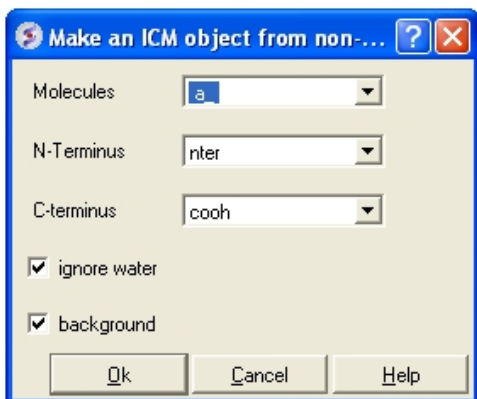 Make an ICM object from non-...
Molecules a_
N-Terminus nter
C-terminus cooh
ignore water
background
Ok Cancel Help